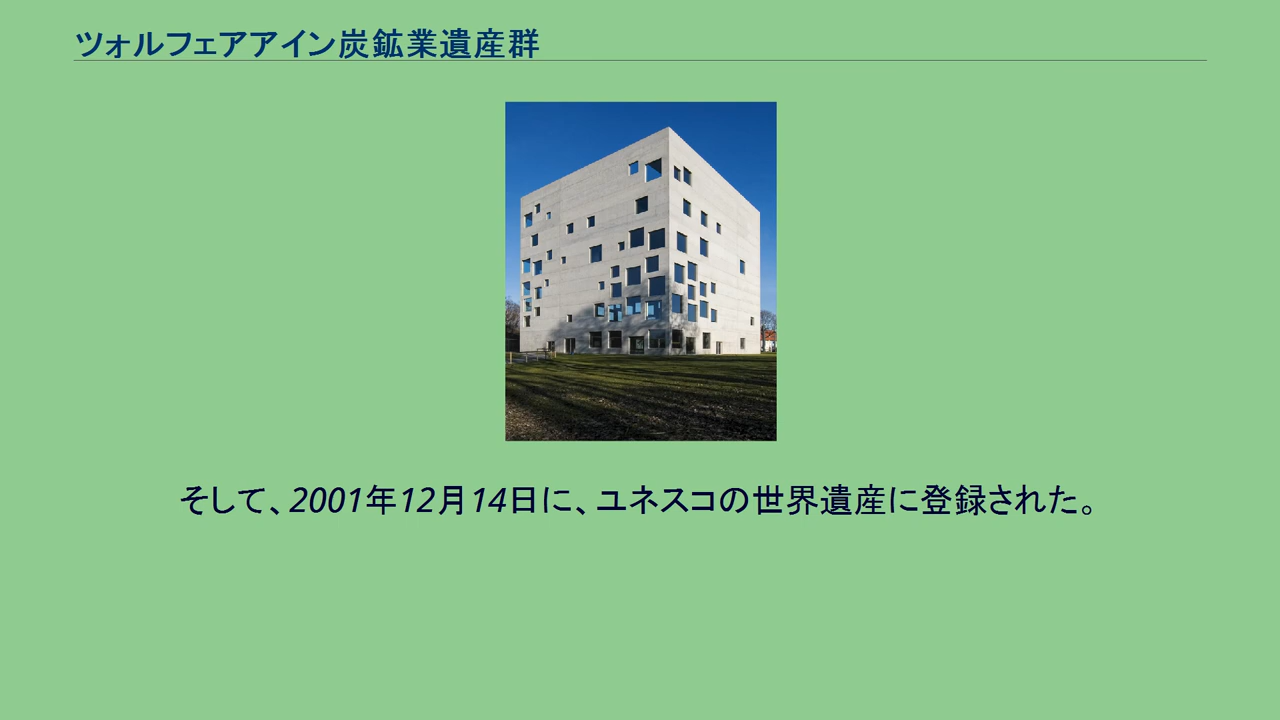 ツォルフェアアイン炭鉱業遺産群
そして、2001年12月14日に、ユネスコの世界遺産に登録された。